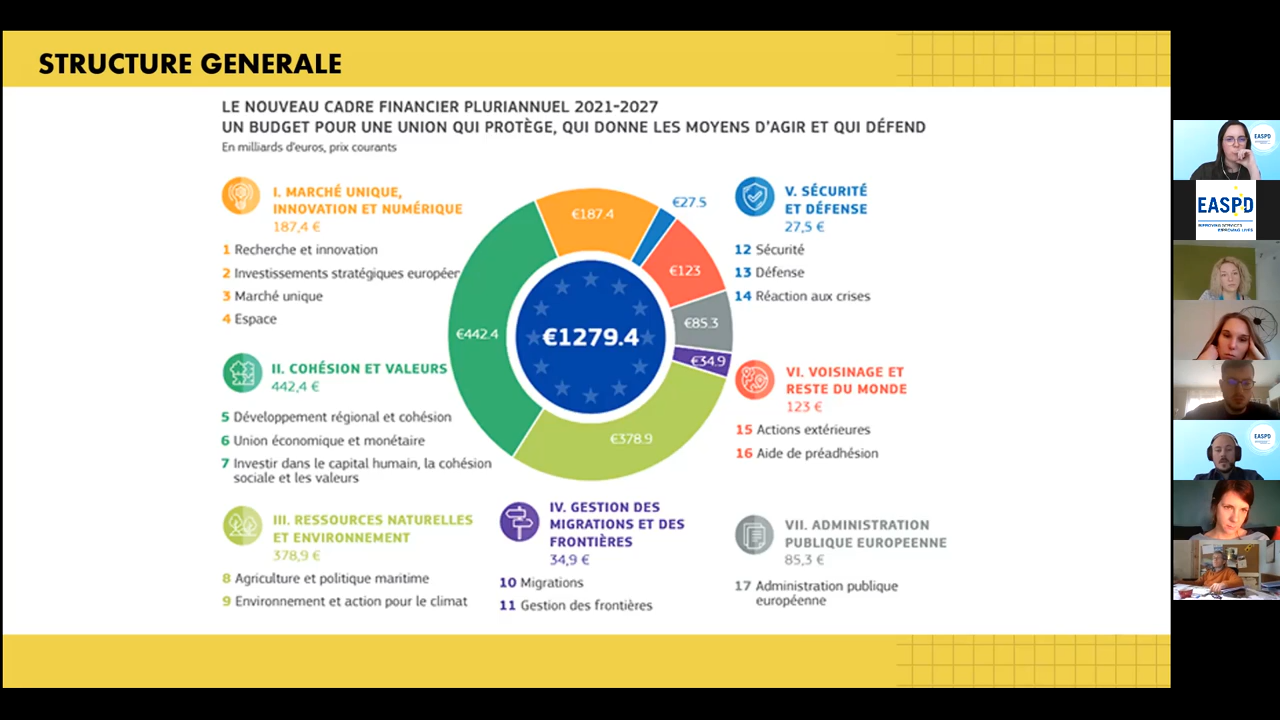 STRUCTURE GENERALE
LE NOUVEAU CADRE FINANCIER PLURIANNUEL 2021-2027
UN BUDGET POUR UNE UNION QUI PROTÈGE, QUI DONNE LES MOYENS D'AGIR ET QUI DÉFEND
En milliards d'euros, prix courants
I. MARCHÉ UNIQUE,
INNOVATION ET NUMÉRIQUE
187,4 €
1 Recherche et innovation
2 Investissements stratégiques européen
3 Marché unique
4 Espace
II. COHÉSION ET VALEURS
442,4 €
5 Développement régional et cohésion
6 Union économique et monétaire
7 Investir dans le capital humain, la cohésion
sociale et les valeurs
III. RESSOURCES NATURELLES
ET ENVIRONNEMENT
378,9 €
8 Agriculture et politique maritime
9 Environnement et action pour le climat
€187.4
€27.5
€123
€85.3
€34.9
€378.9
€442.4
€1279.4
IV. GESTION DES
MIGRATIONS ET DES
FRONTIÈRES
34,9 €
10 Migrations
11 Gestion des frontières
V. SÉCURITÉ
ET DÉFENSE
27,5 €
12 Sécurité
13 Défense
14 Réaction aux crises
VI. VOISINAGE ET
RESTE DU MONDE
123 €
15 Actions extérieures
16 Aide de préadhésion
VII. ADMINISTRATION
PUBLIQUE EUROPEENNE
85,3 €
17 Administration publique
européenne
EASPD
EASPD
IMPROVING SERVICES
IMPROVING LIVES
EASPD